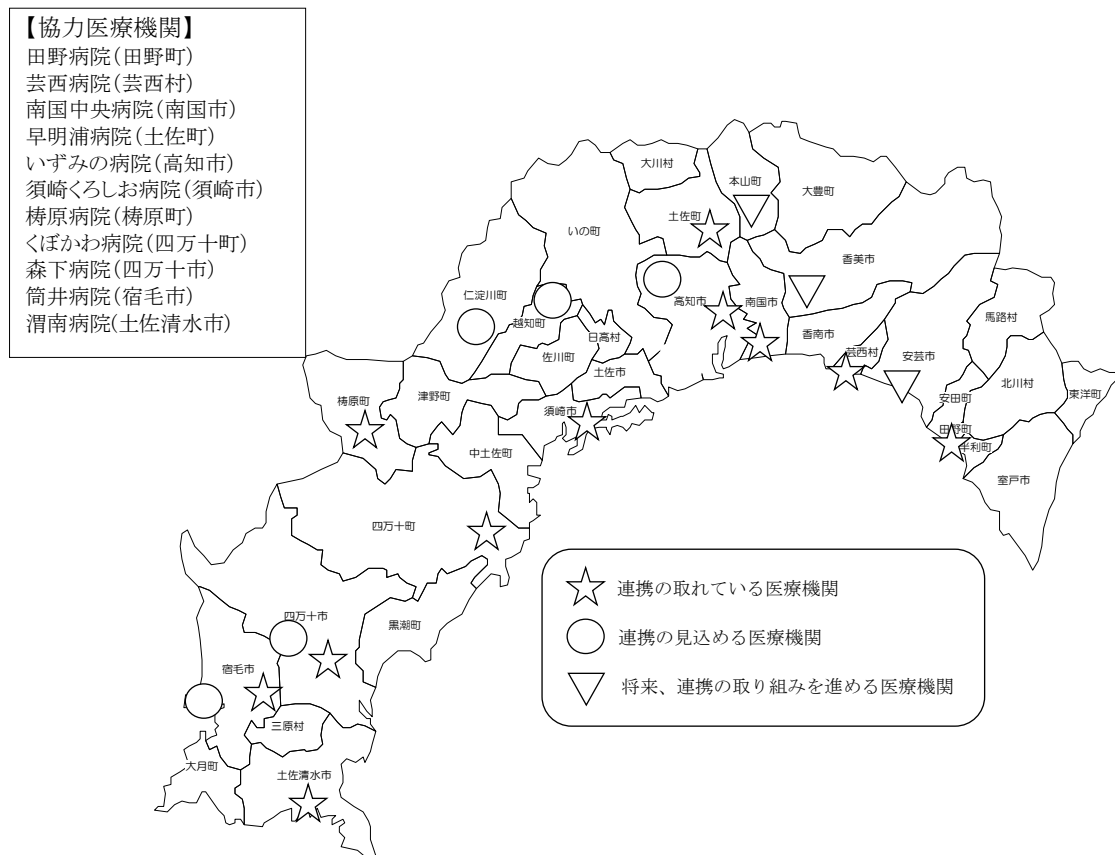 【協力医療機関】
田野病院(田野町)
芸西病院(芸西村)
南国中央病院(南国市)
早明浦病院(土佐町)
いずみの病院(高知市)
須崎くろしお病院(須崎市)
梼原病院(梼原町)
くぼかわ病院(四万十町)
森下病院(四万十市)
筒井病院(宿毛市)
渭南病院(土佐清水市)
大川村
本山町
大豊町
土佐町
いの町
香美市
仁淀川町
高知市
南国市
越知町
馬路村
日高村
香南市
芸西村
安芸市
佐川町
土佐市
北川村
東洋町
津野町
安田町
梼原町
須崎市
田野町
半利町
中土佐町
室戸市
四万十町
連携の取れている医療機関
四万十市
黒潮町
連携の見込める医療機関
宿毛市
将来、連携の取り組みを進める医療機関
三原村
大月町
土佐清水市